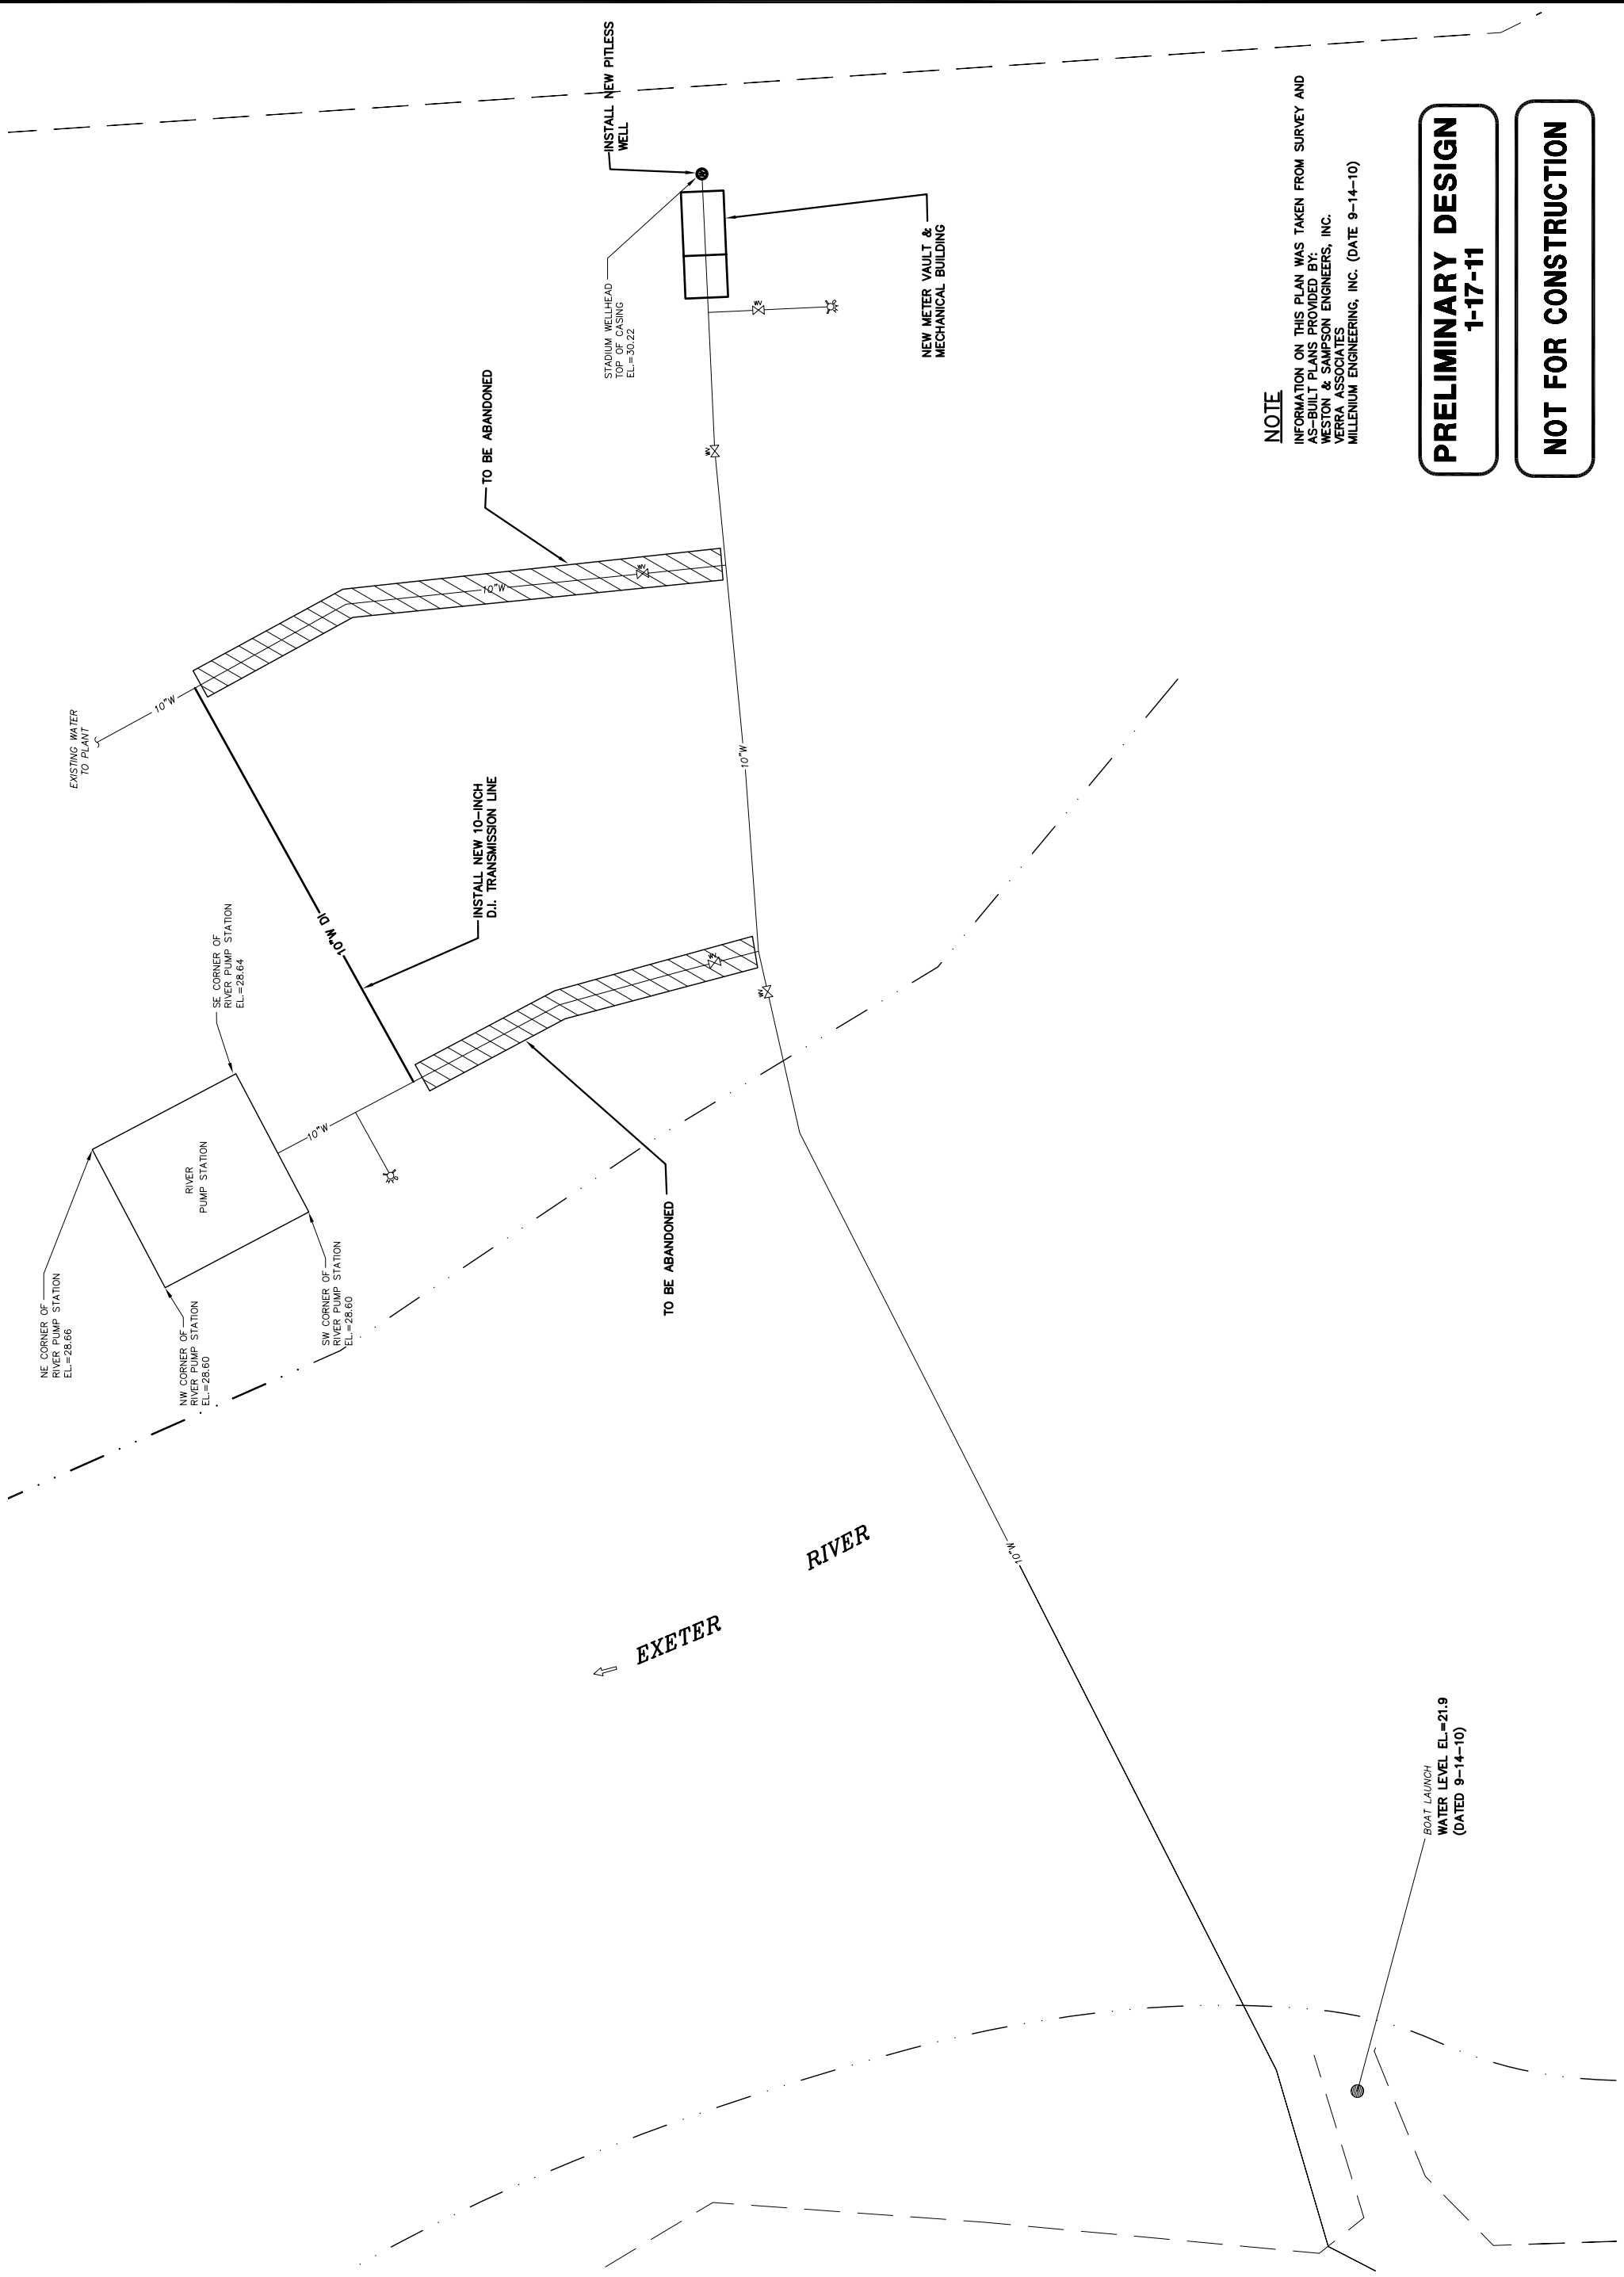 NE CORNER OF
RIVER PUMP STATION
EL.=28.66
NW CORNER OF
RIVER PUMP STATION
EL.=28.60
RIVER
PUMP STATION
SW CORNER OF
RIVER PUMP STATION
EL.=28.60
SE CORNER OF
RIVER PUMP STATION
EL.=28.64
10"W
EXISTING WATER
TO PLANT
10"W
10"W DI
INSTALL NEW 10-INCH
D.I. TRANSMISSION LINE
TO BE ABANDONED
10"W
WV
TO BE ABANDONED
WV
WV
10"W
WV
STADIUM WELLHEAD
TOP OF CASING
EL.=30.22
INSTALL NEW PITLESS
WELL
WV
NEW METER VAULT &
MECHANICAL BUILDING
10"W
EXETER
RIVER
BOAT LAUNCH
WATER LEVEL EL.=21.9
(DATED 9-14-10)
NOTE
INFORMATION ON THIS PLAN WAS TAKEN FROM SURVEY AND
AS-BUILT PLANS PROVIDED BY:
WESTON & SAMPSON ENGINEERS, INC.
VERRA ASSOCIATES
MILLENIUM ENGINEERING, INC. (DATE 9-14-10)
PRELIMINARY DESIGN
1-17-11
NOT FOR CONSTRUCTION